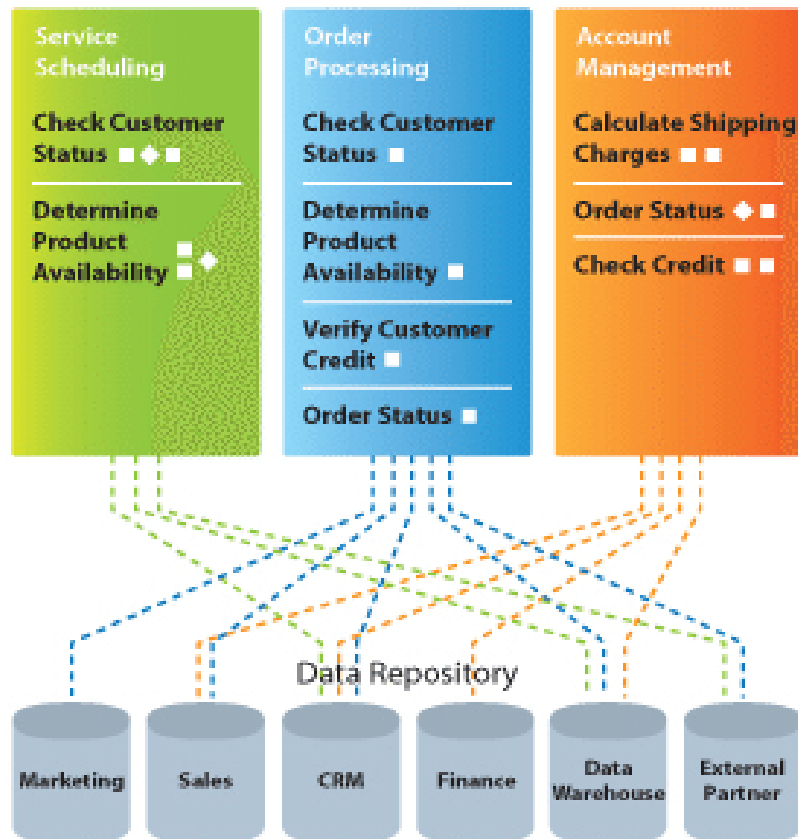 Service
Scheduling
Check Customer
Status
Determine
Product
Availability
Order
Processing
Check Customer
Status
Determine
Product
Availability
Verify Customer
Credit
Order Status
Account
Management
Calculate Shipping
Charges
Order Status
Check Credit
Data Repository
Marketing
Sales
CRM
Finance
Data
Warehouse
External
Partner